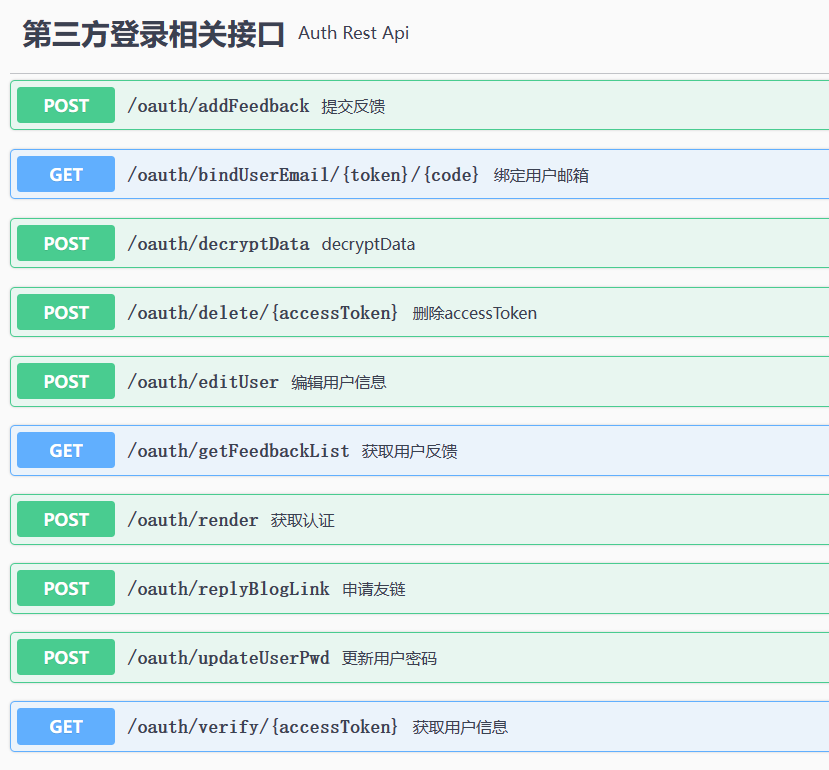 第三方登录相关接口 Auth Rest Api
POST /oauth/addFeedback 提交反馈
GET /oauth/bindUserEmail/{token}/{code} 绑定用户邮箱
POST /oauth/decryptData decryptData
POST /oauth/delete/{accessToken} 删除accessToken
POST /oauth/editUser 编辑用户信息
GET /oauth/getFeedbackList 获取用户反馈
POST /oauth/render 获取认证
POST /oauth/replyBlogLink 申请友链
POST /oauth/updateUserPwd 更新用户密码
GET /oauth/verify/{accessToken} 获取用户信息